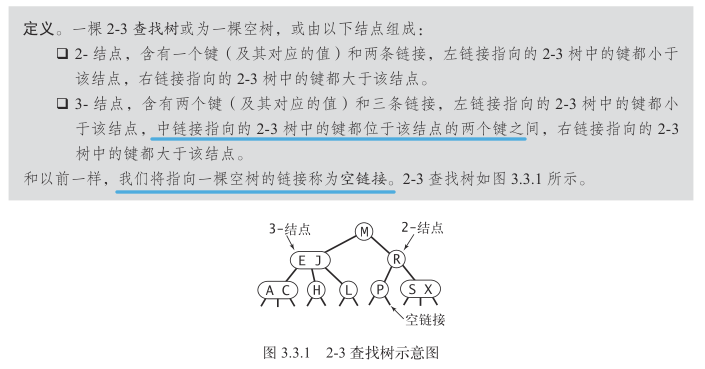 定义。一棵 2-3 查找树或为一棵空树，或由以下结点组成：
❏ 2- 结点，含有一个键（及其对应的值）和两条链接，左链接指向的 2-3 树中的键都小于
该结点，右链接指向的 2-3 树中的键都大于该结点。
❏ 3- 结点，含有两个键（及其对应的值）和三条链接，左链接指向的 2-3 树中的键都小
于该结点，中链接指向的 2-3 树中的键都位于该结点的两个键之间，右链接指向的 2-3
树中的键都大于该结点。
和以前一样，我们将指向一棵空树的链接称为空链接。2-3 查找树如图 3.3.1 所示。
3-结点 M 2-结点
E J R
A C H L P S X
空链接
图 3.3.1 2-3 查找树示意图